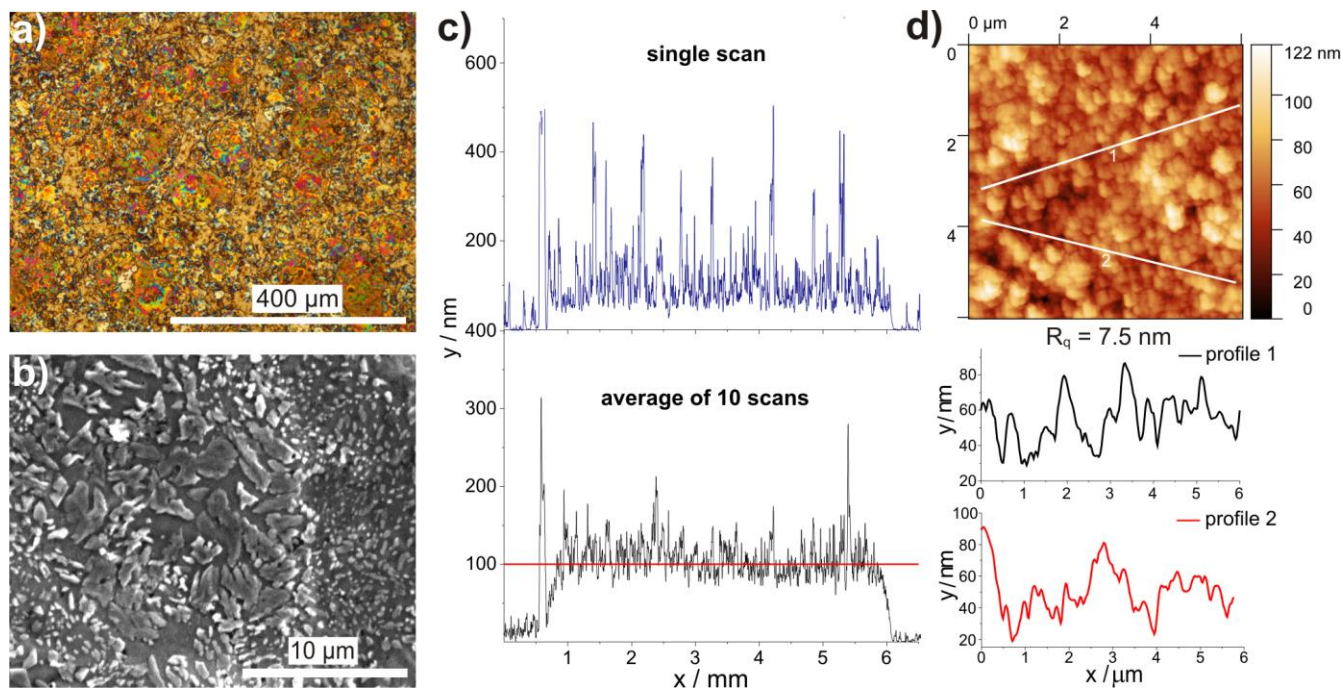 a)
400 µm
b)
10 µm
c)
single scan
600
400
200
400
y / nm
average of 10 scans
300
200
100
1 2 3 4 5 6
x / mm
d)
0 µm 2 4
0
2
4
1
2
122 nm
100
80
60
40
20
0
Rq = 7.5 nm
profile 1
80
60
40
20
y / nm
0 1 2 3 4 5 6
profile 2
100
80
60
40
20
y / nm
0 1 2 3 4 5 6
x / µm